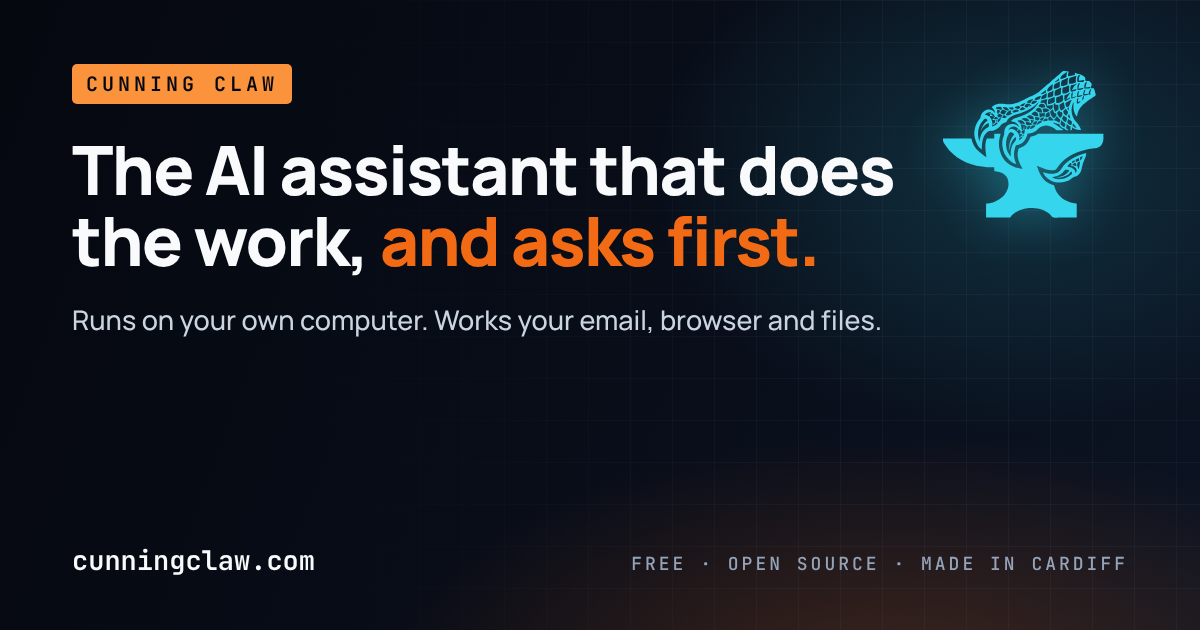 CUNNING CLAW
The AI assistant that does
the work, and asks first.
Runs on your own computer. Works your email, browser and files.
cunningclaw.com
FREE · OPEN SOURCE · MADE IN CARDIFF